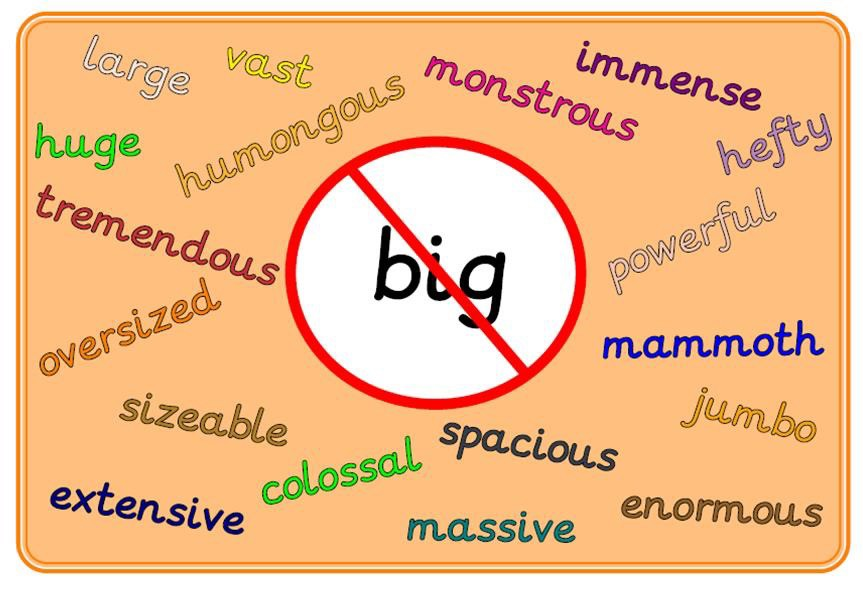 large
vast
monstrous
immense
huge
humongous
hefty
tremendous
powerful
big
oversized
mammoth
sizeable
spacious
jumbo
colossal
extensive
massive
enormous